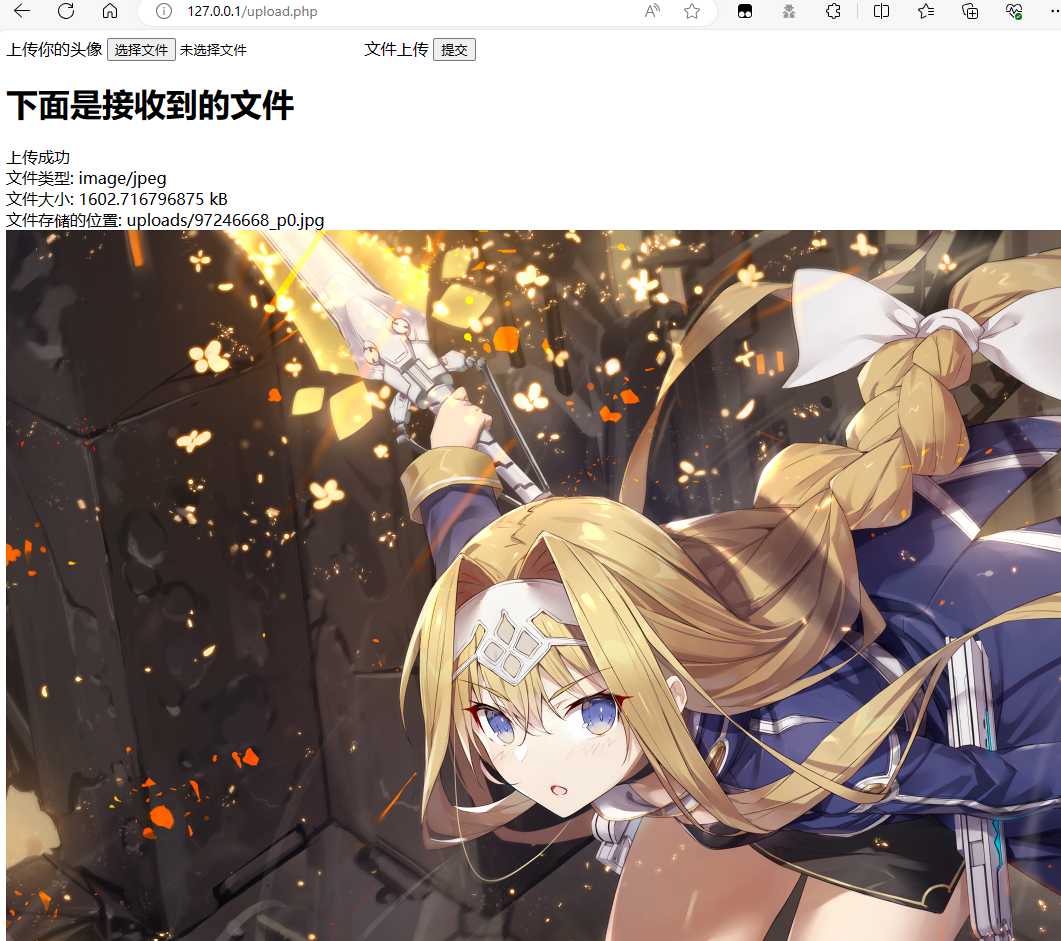 127.0.0.1/upload.php
上传你的头像 选择文件 未选择文件 文件上传 提交
下面是接收到的文件
上传成功
文件类型: image/jpeg
文件大小: 1602.716796875 kB
文件存储的位置: uploads/97246668_p0.jpg